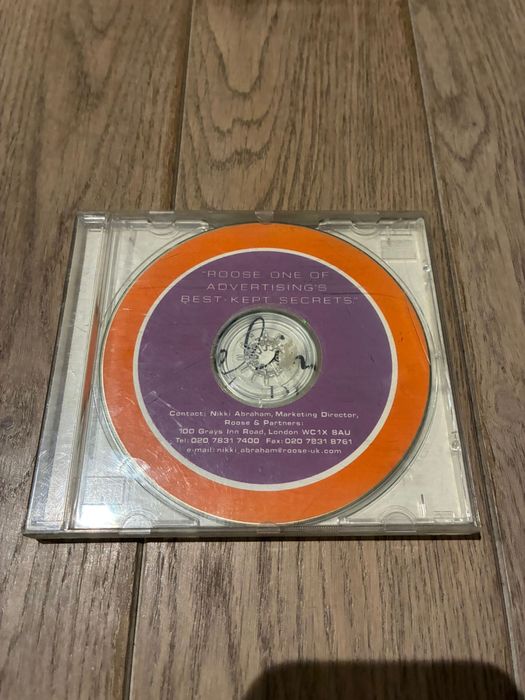 "ROOSE ONE OF
ADVERTISING'S
BEST-KEPT SECRETS"
Contact: Nikki Abraham, Marketing Director,
Roose & Partners:
100 Grays Inn Road, London WC1X 8AU
Tel: 020 7831 7400 Fax: 020 7831 8761
e-mail: nikki_abraham@roose-uk.com